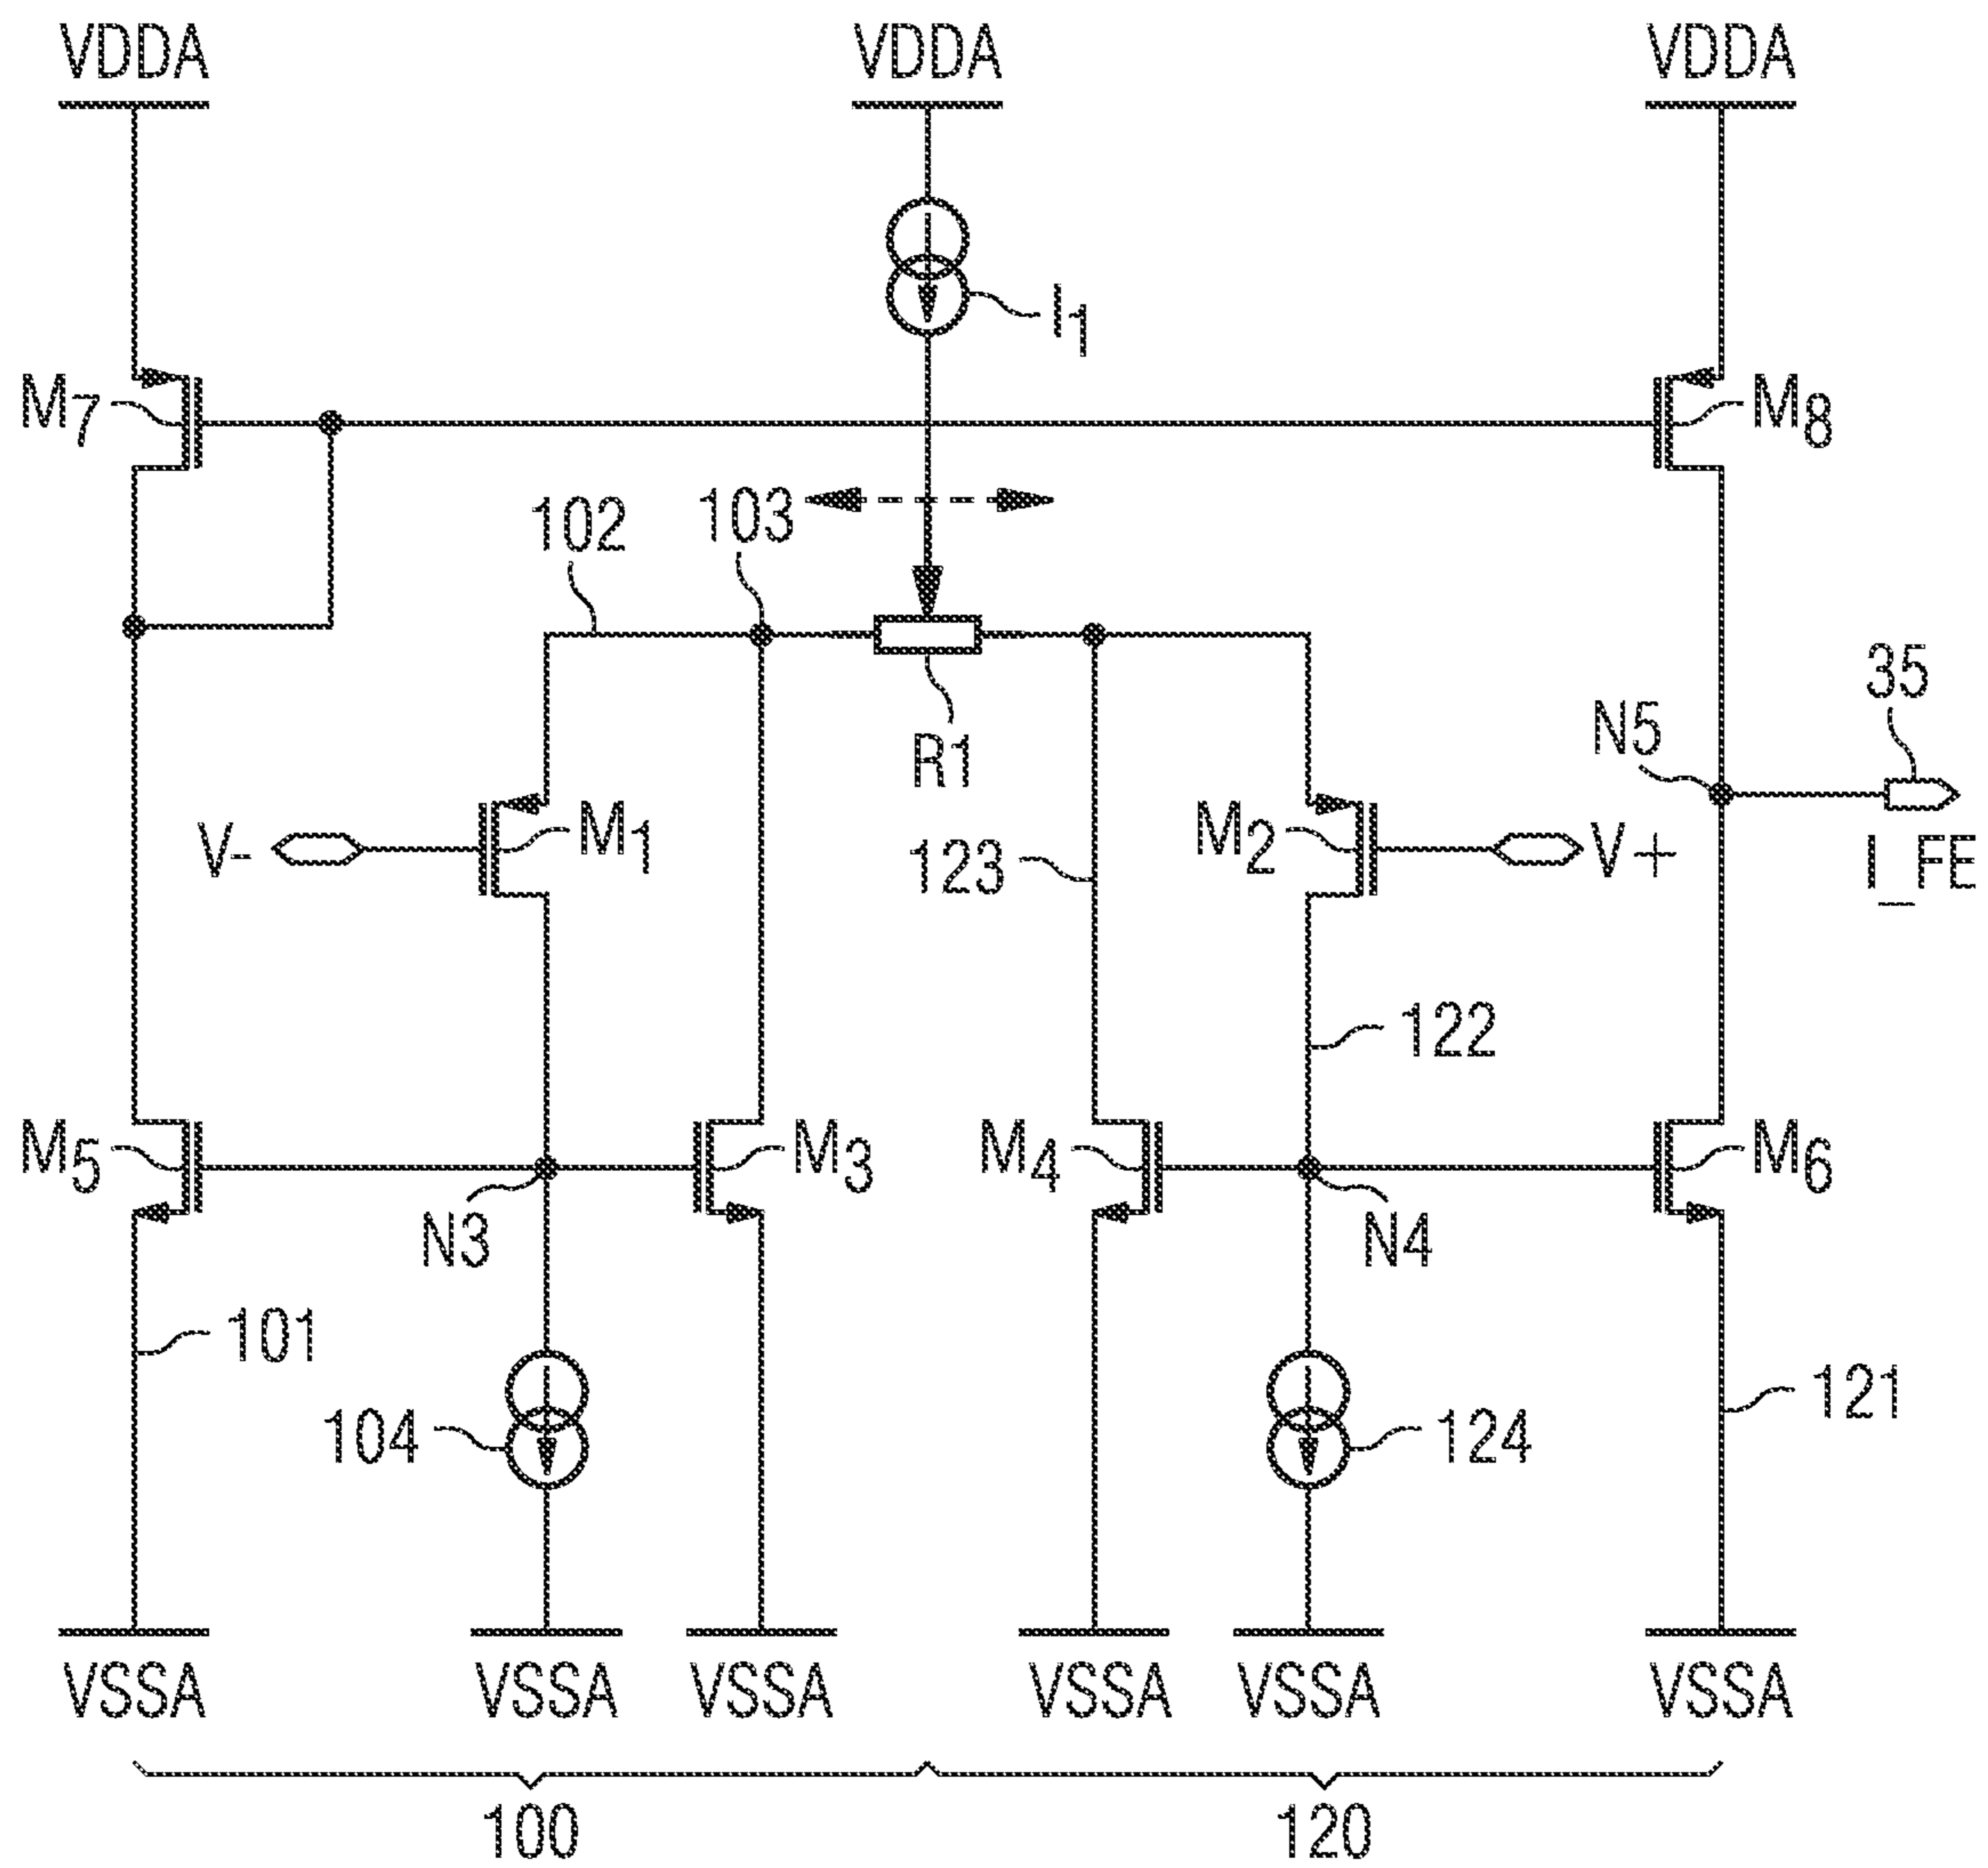 VDDA VDDA VDDA
I1
M7 M8
102 103
35
N5
R1
V- M1 123 M2 V+ I_FE
122
M5 M3 M4 M6
N3 N4
101
121
104 124
VSSA VSSA VSSA VSSA VSSA VSSA
100 120